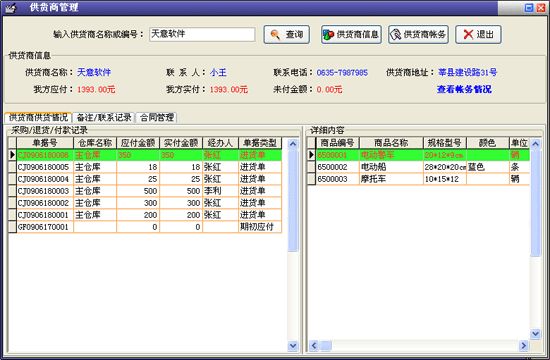 供货商管理
输入供货商名称或编号: 天意软件 查询 供货商信息 供货商帐务 退出
供货商信息
供货商名称: 天意软件 联 系 人: 小王 联系电话: 0635-7987985 供货商地址: 莘县建设路31号
我方应付: 1393.00元 我方实付: 1393.00元 未付金额: 0.00元 查看帐务情况
供货商供货情况 备注/联系记录 合同管理
采购/退货/付款记录
单据号 仓库名称 应付金额 实付金额 经办人 单据类型
CJ0906180006 主仓库 350 350 张红 进货单
CJ0906180005 主仓库 18 18 张红 进货单
CJ0906180004 主仓库 25 25 张红 进货单
CJ0906180003 主仓库 500 500 李利 进货单
CJ0906180002 主仓库 300 300 张红 进货单
CJ0906180001 主仓库 200 200 张红 进货单
GF0906170001 0 0 期初应付
详细内容
商品编号 商品名称 规格型号 颜色 单位
6500001 电动警车 20*12*9cm 辆
6500002 电动船 28*20*20cm 蓝色 条
6500003 摩托车 10*15*12 辆